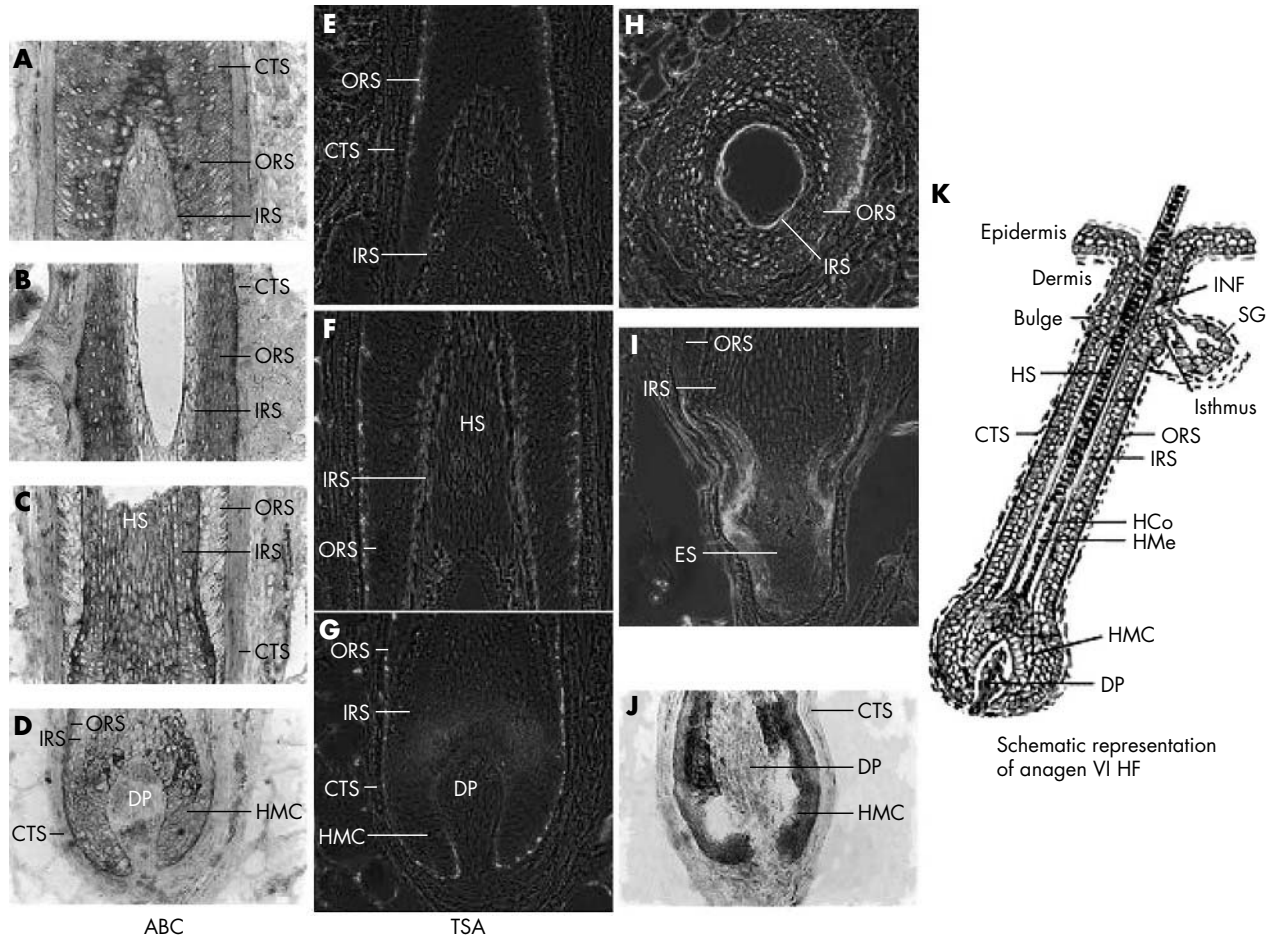 A
CTS
ORS
IRS
B
CTS
ORS
IRS
C
HS
ORS
IRS
CTS
D
ORS
IRS
DP
HMC
CTS
ABC
E
ORS
CTS
IRS
F
HS
IRS
ORS
G
ORS
IRS
CTS
DP
HMC
TSA
H
ORS
IRS
I
ORS
IRS
ES
J
CTS
DP
HMC
K
Epidermis
Dermis
INF
Bulge
SG
HS
Isthmus
CTS
ORS
IRS
HCo
HMe
HMC
DP
Schematic representation
of anagen VI HF